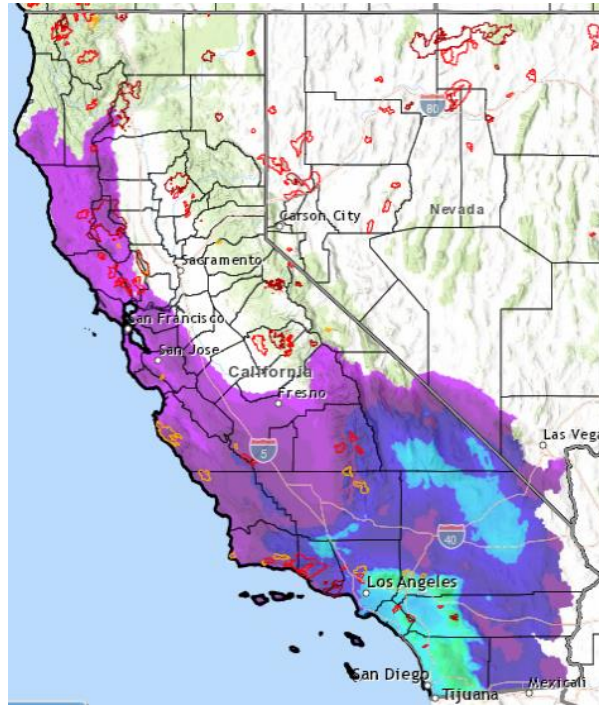 80
Carson City
Nevada
Sacramento
San Francisco
San Jose
California
Fresno
Las Vega
5
40
Los Angeles
San Diego
Mexicali
Tijuana